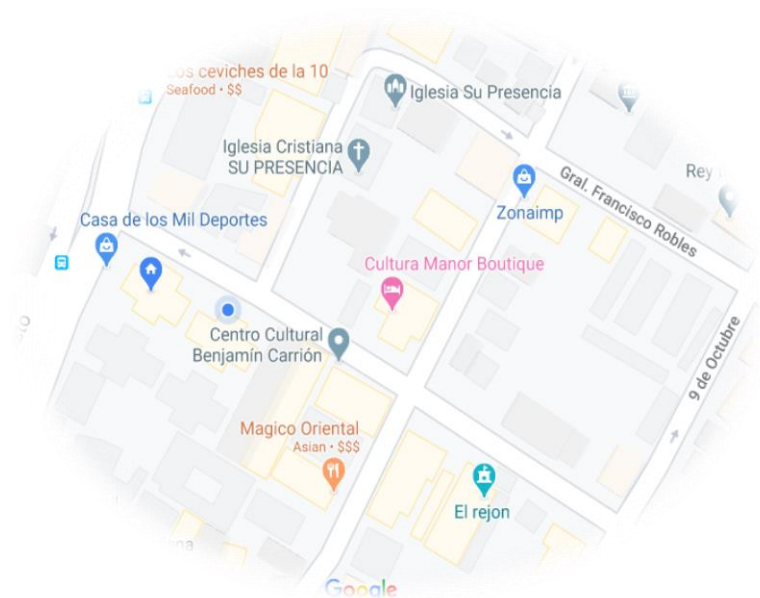 Los ceviches de la 10
Seafood • $$
Iglesia Su Presencia
Iglesia Cristiana
SU PRESENCIA
Gral. Francisco Robles
Rey
Zonaimp
Casa de los Mil Deportes
Cultura Manor Boutique
Centro Cultural
Benjamín Carrión
9 de Octubre
Magico Oriental
Asian • $$$
El rejon
Google